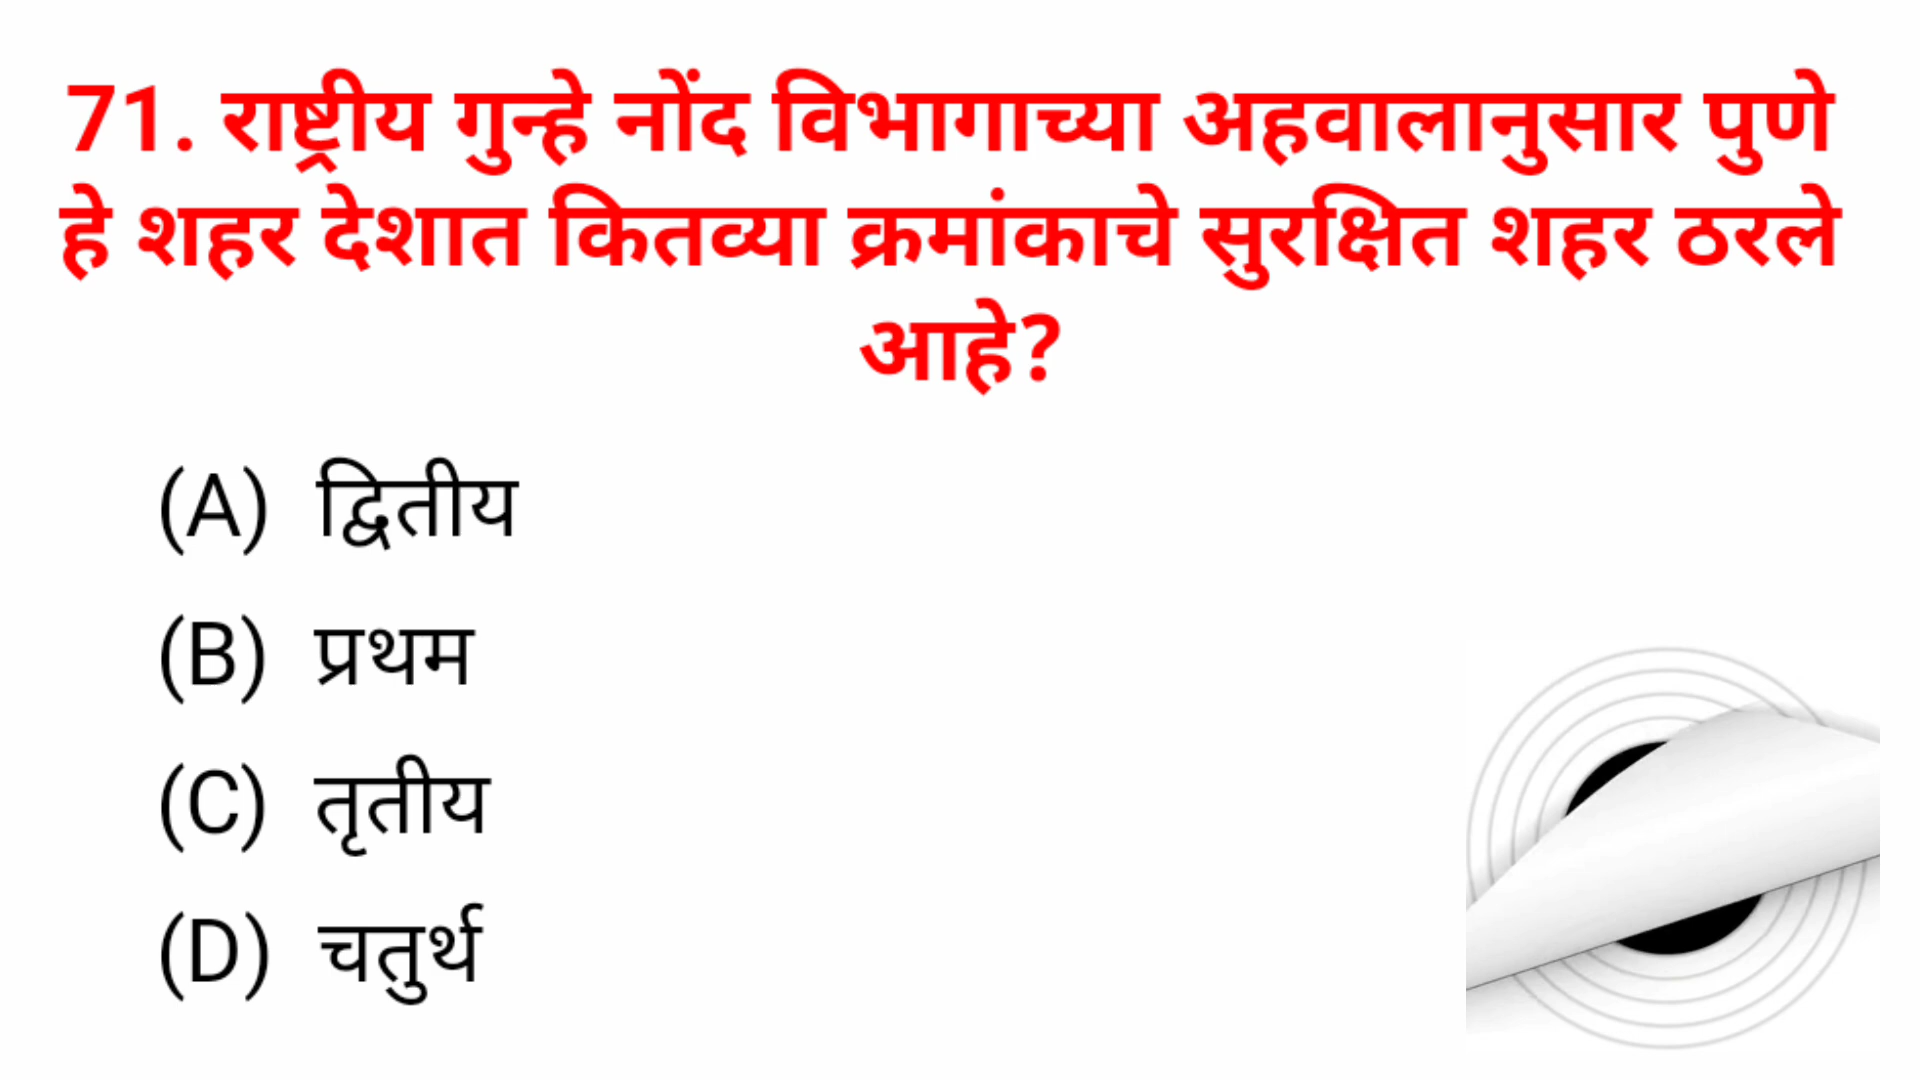 71. राष्ट्रीय गुन्हे नोंद विभागाच्या अहवालानुसार पुणे
हे शहर देशात कितव्या क्रमांकाचे सुरक्षित शहर ठरले
आहे?
(A) द्वितीय
(B) प्रथम
(C) तृतीय
(D) चतुर्थ